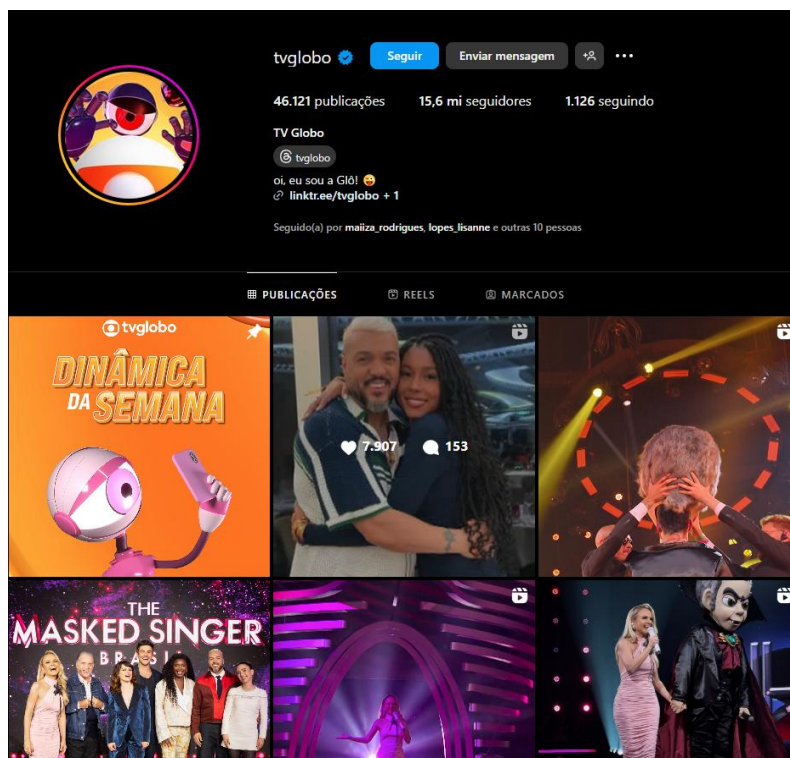 tvglobo Seguir Enviar mensagem
46.121 publicações 15,6 mi seguidores 1.126 seguindo
TV Globo
tvglobo
oi, eu sou a Glô! 😜
linktr.ee/tvglobo + 1
Seguido(a) por maiiza_rodrigues, lopes_lisanne e outras 10 pessoas
PUBLICAÇÕES REELS MARCADOS
tvglobo
DINÂMICA
DA SEMANA
7.907 153
THE
MASKED SINGER
BRASIL